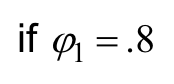 if φ₁ = .8